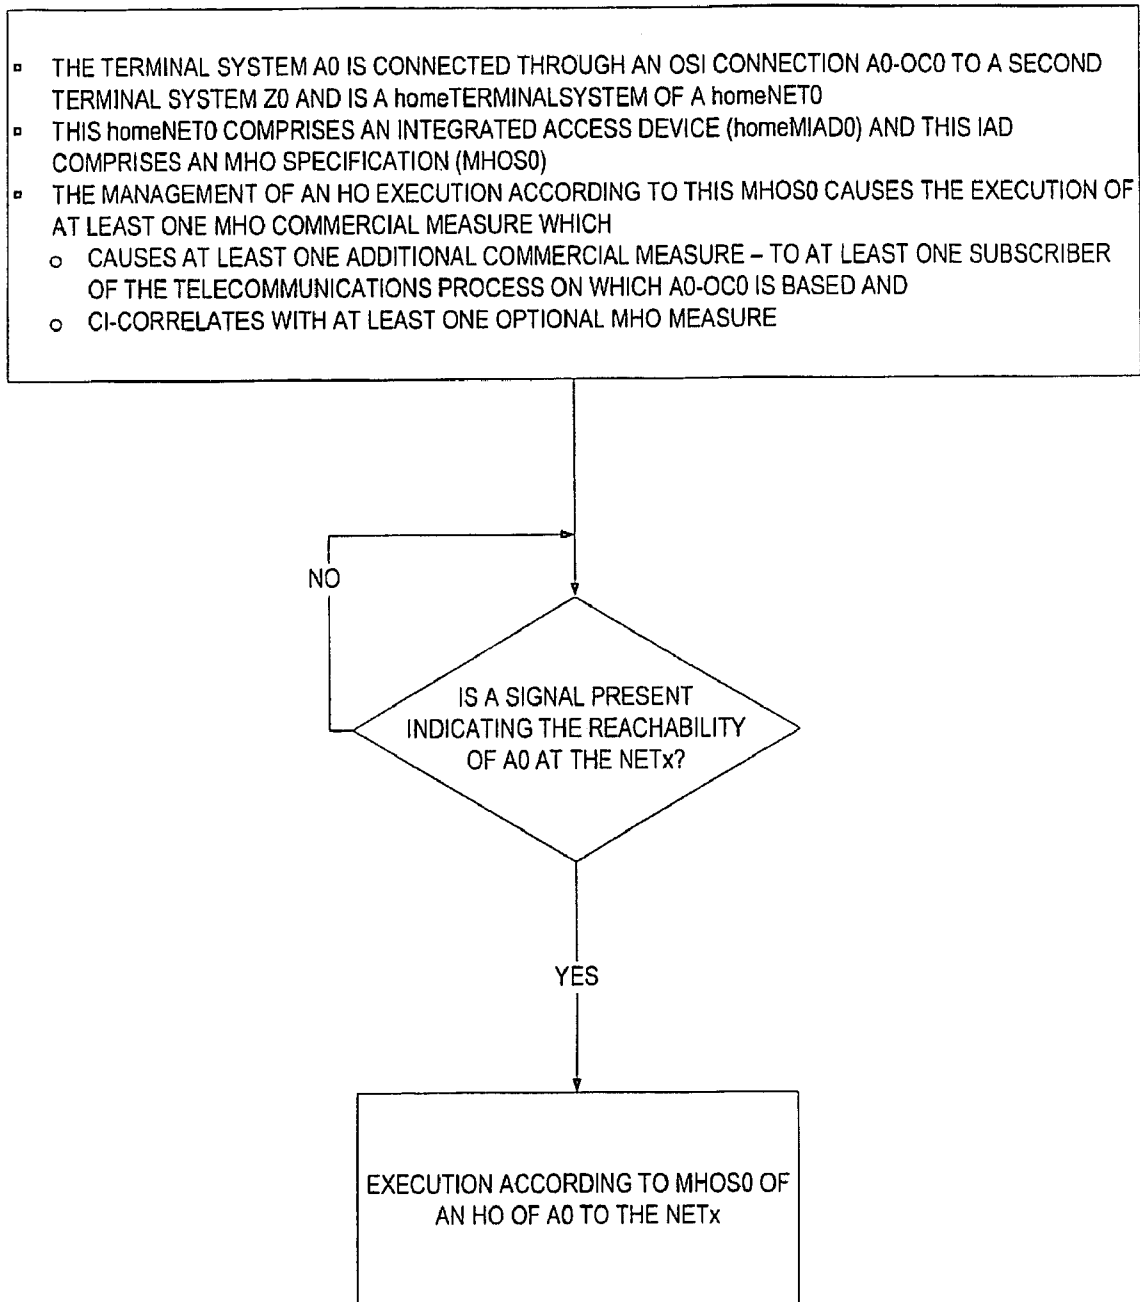 ▫ THE TERMINAL SYSTEM A0 IS CONNECTED THROUGH AN OSI CONNECTION A0-OC0 TO A SECOND
TERMINAL SYSTEM Z0 AND IS A homeTERMINALSYSTEM OF A homeNET0
▫ THIS homeNET0 COMPRISES AN INTEGRATED ACCESS DEVICE (homeMIAD0) AND THIS IAD
COMPRISES AN MHO SPECIFICATION (MHOS0)
▫ THE MANAGEMENT OF AN HO EXECUTION ACCORDING TO THIS MHOS0 CAUSES THE EXECUTION OF
AT LEAST ONE MHO COMMERCIAL MEASURE WHICH
o CAUSES AT LEAST ONE ADDITIONAL COMMERCIAL MEASURE – TO AT LEAST ONE SUBSCRIBER
OF THE TELECOMMUNICATIONS PROCESS ON WHICH A0-OC0 IS BASED AND
o CI-CORRELATES WITH AT LEAST ONE OPTIONAL MHO MEASURE
NO
IS A SIGNAL PRESENT
INDICATING THE REACHABILITY
OF A0 AT THE NETx?
YES
EXECUTION ACCORDING TO MHOS0 OF
AN HO OF A0 TO THE NETx